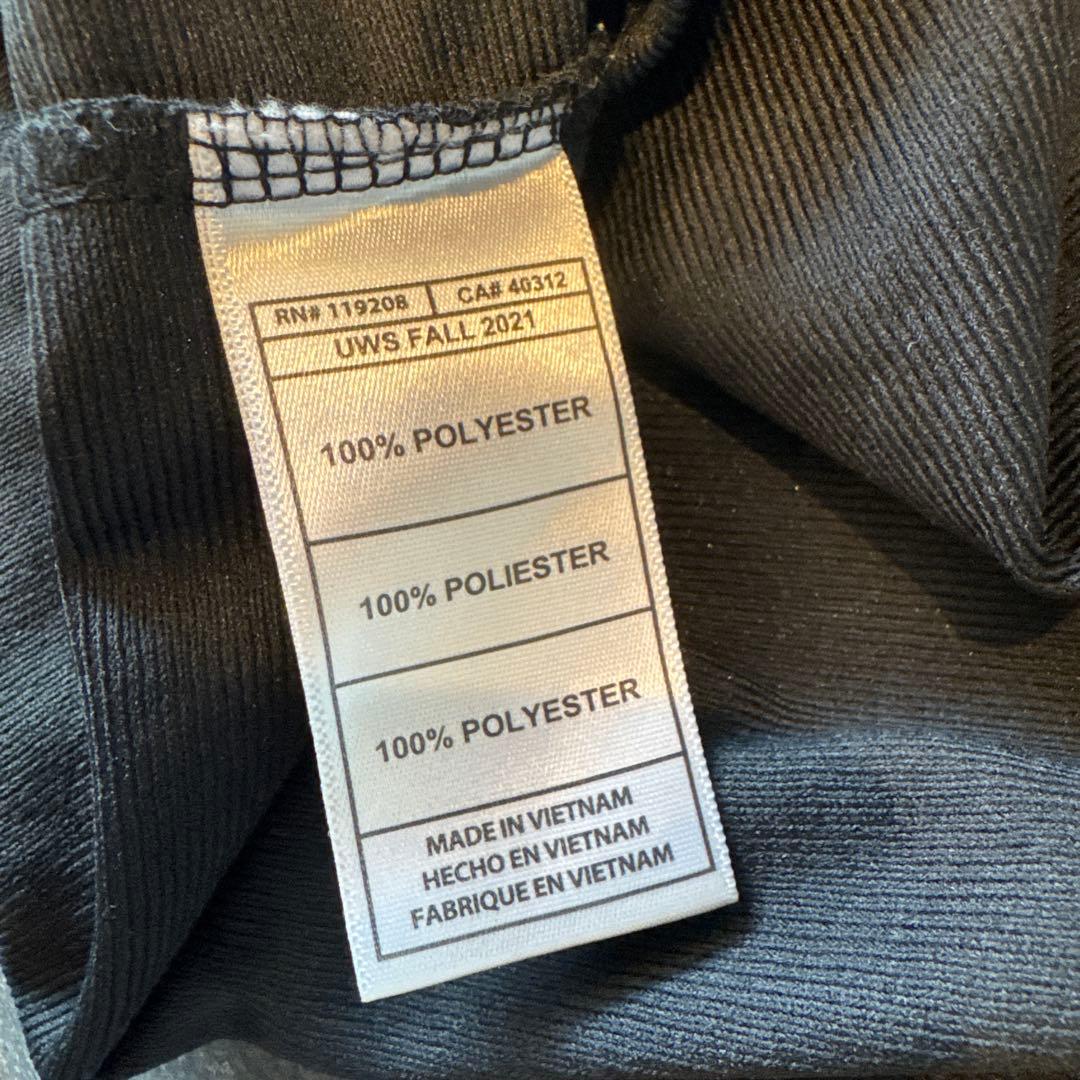 RN# 119208 CA# 40312
UWS FALL 2021
100% POLYESTER
100% POLIESTER
100% POLYESTER
MADE IN VIETNAM
HECHO EN VIETNAM
FABRIQUE EN VIETNAM